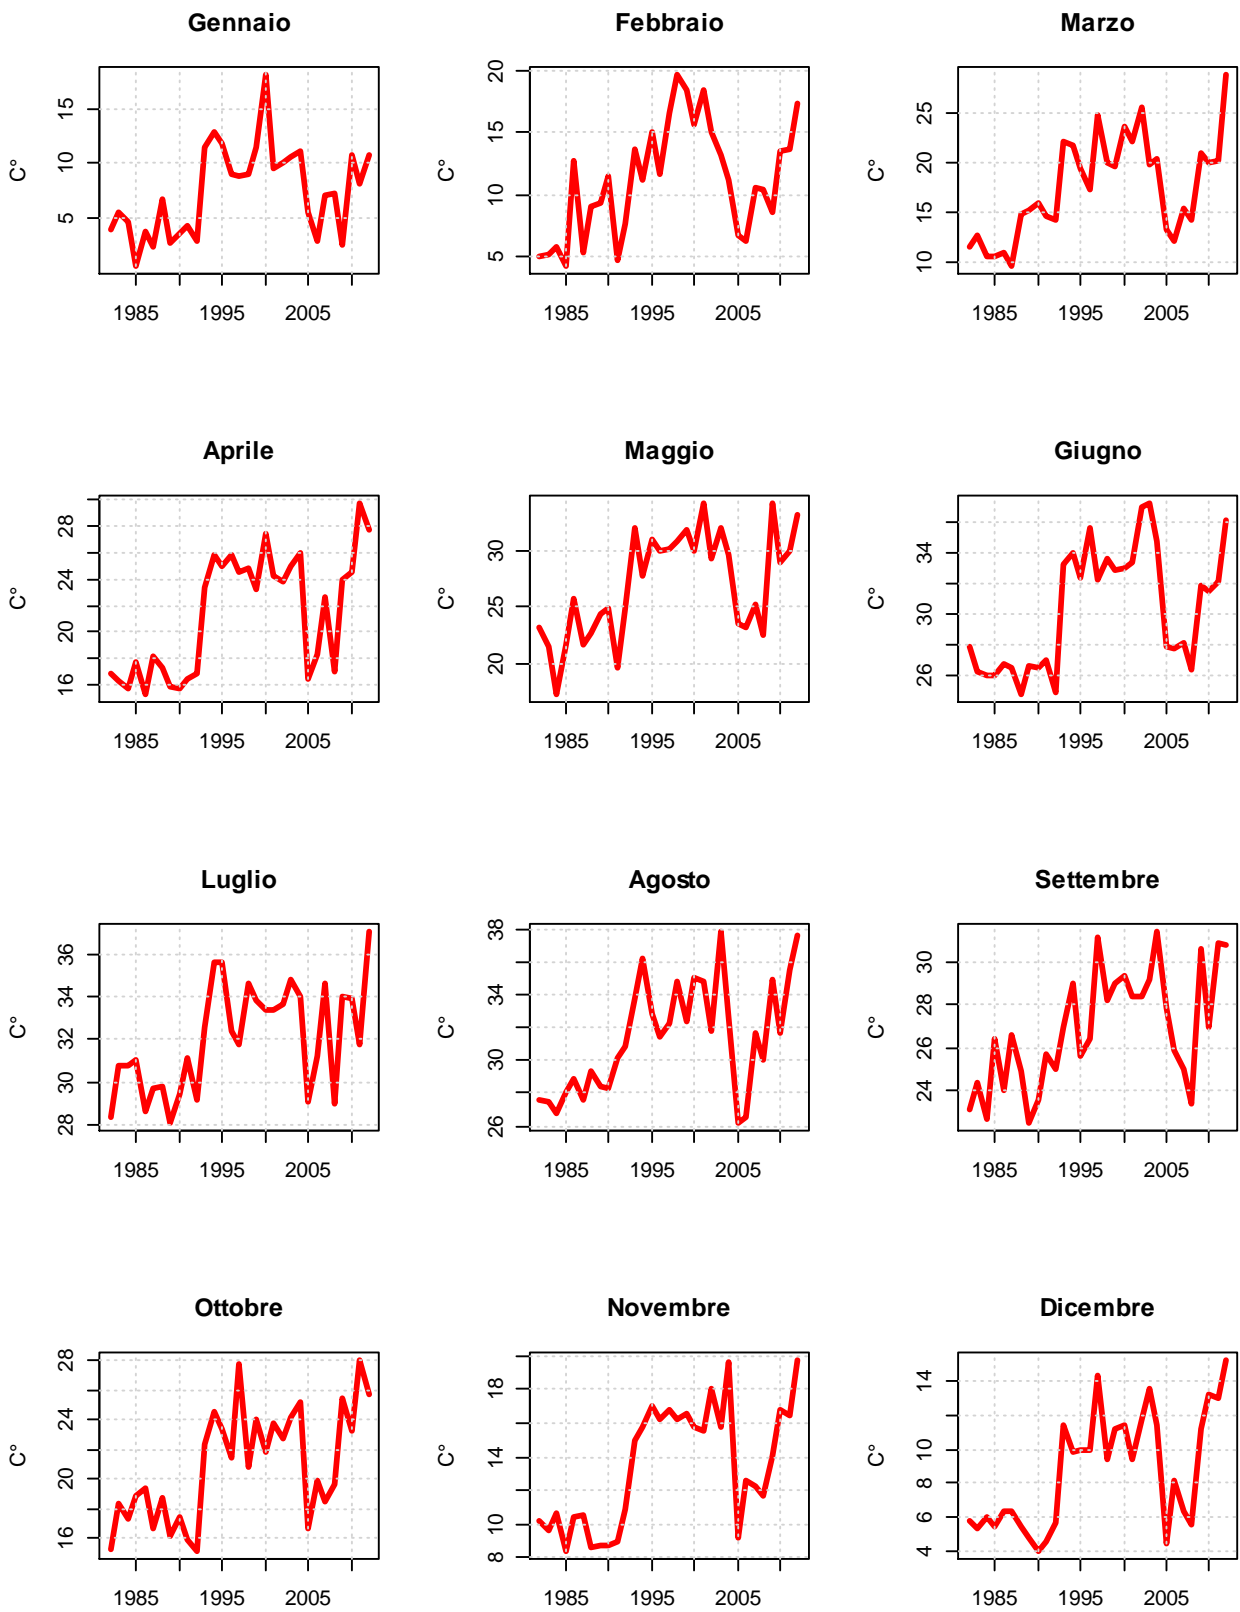 Gennaio
C°
15
10
5
1985 1995 2005
Febbraio
C°
20
15
10
5
1985 1995 2005
Marzo
C°
25
20
15
10
1985 1995 2005
Aprile
C°
28
24
20
16
1985 1995 2005
Maggio
C°
30
25
20
1985 1995 2005
Giugno
C°
34
30
26
1985 1995 2005
Luglio
C°
36
34
32
30
28
1985 1995 2005
Agosto
C°
38
34
30
26
1985 1995 2005
Settembre
C°
30
28
26
24
1985 1995 2005
Ottobre
C°
28
24
20
16
1985 1995 2005
Novembre
C°
18
14
10
8
1985 1995 2005
Dicembre
C°
14
10
8
6
4
1985 1995 2005